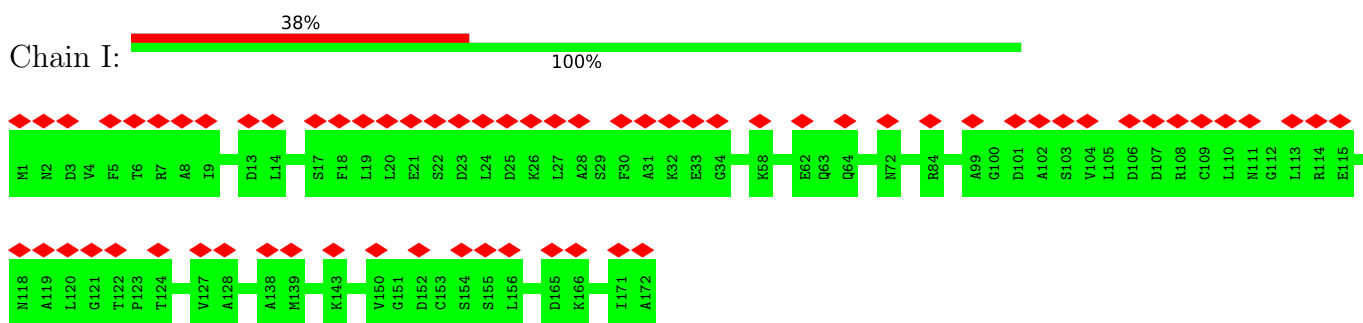 38%
Chain I:
100%
M1 N2 D3 V4 F5 T6 R7 A8 I9 D13 L14 S17 F18 L19 L20 E21 S22 D23 L24 D25 K26 L27 A28 S29 F30 A31 K32 E33 G34 K58 E62 Q63 Q64 N72 R84 A99 G100 D101 A102 S103 V104 L105 D106 D107 R108 C109 L110 N111 G112 L113 R114 E115
N118 A119 L120 G121 T122 P123 T124 V127 A128 A138 M139 K143 V150 G151 D152 C153 S154 S155 L156 D165 K166 I171 A172